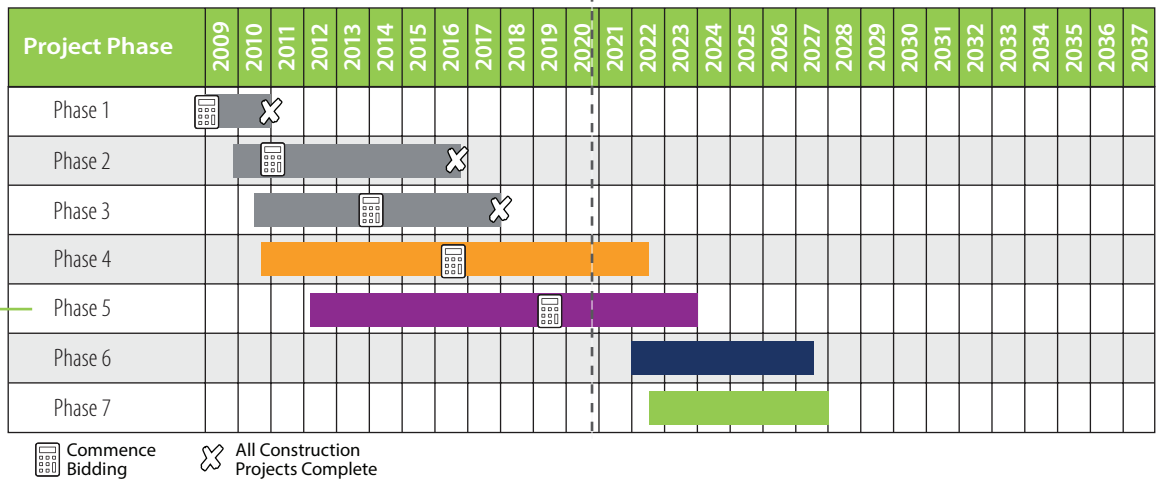 Project Phase 2009 2010 2011 2012 2013 2014 2015 2016 2017 2018 2019 2020 2021 2022 2023 2024 2025 2026 2027 2028 2029 2030 2031 2032 2033 2034 2035 2036 2037
Phase 1
Phase 2
Phase 3
Phase 4
Phase 5
Phase 6
Phase 7
Commence
Bidding
All Construction
Projects Complete